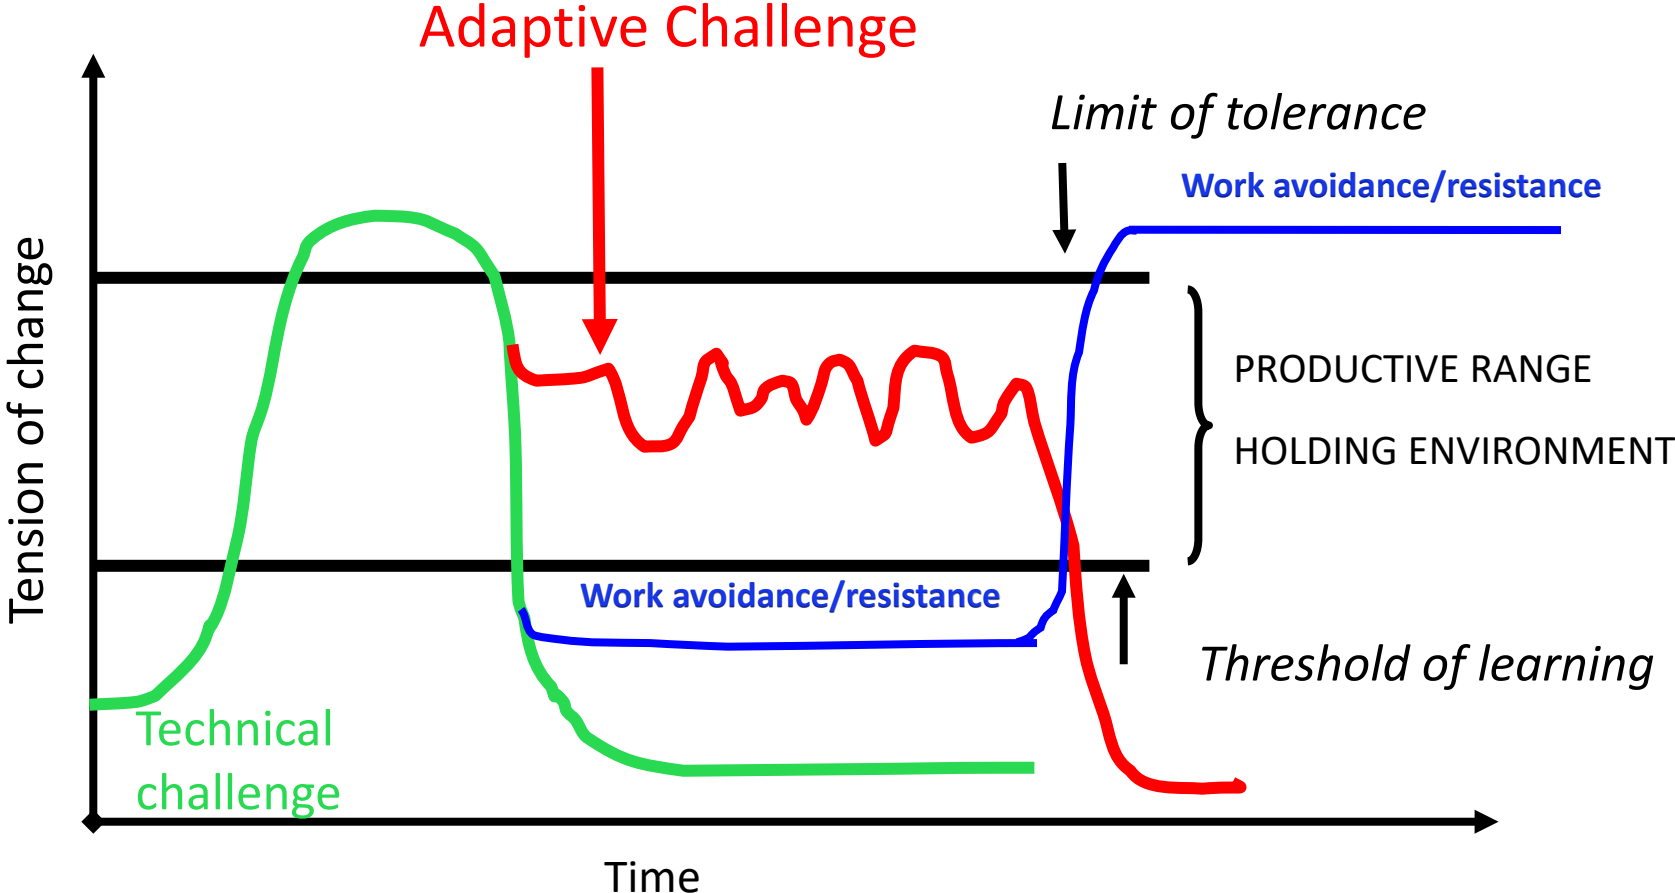 Adaptive Challenge
Limit of tolerance
Work avoidance/resistance
Tension of change
PRODUCTIVE RANGE
HOLDING ENVIRONMENT
Work avoidance/resistance
Threshold of learning
Technical
challenge
Time